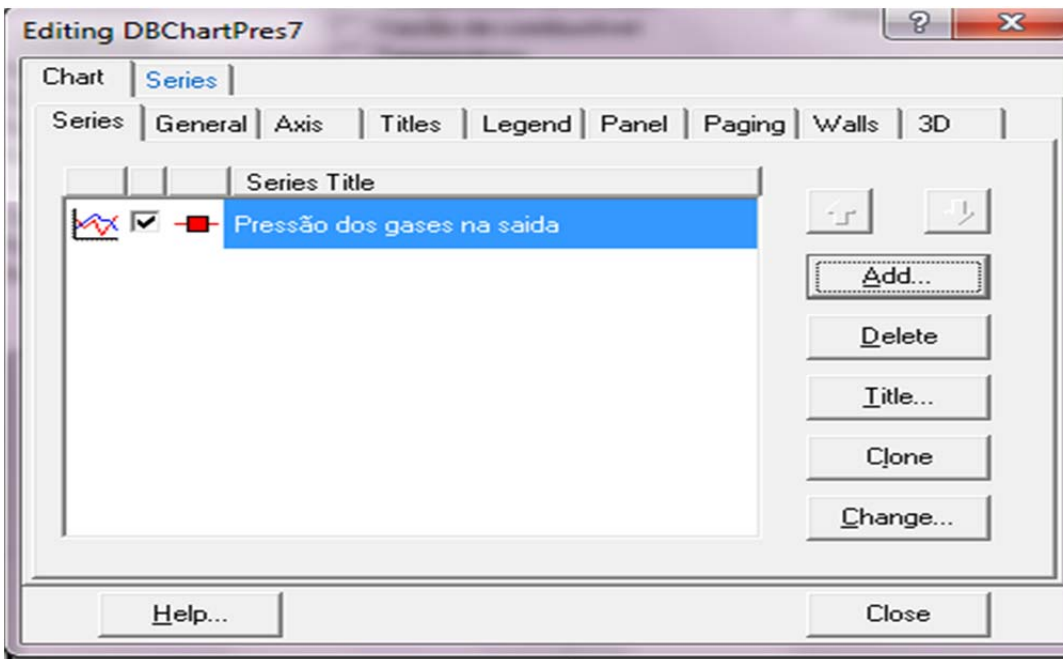 Editing DBChartPres7
Chart Series
Series General Axis Titles Legend Panel Paging Walls 3D
Series Title
Pressão dos gases na saida
Add...
Delete
Title...
Clone
Change...
Help... Close